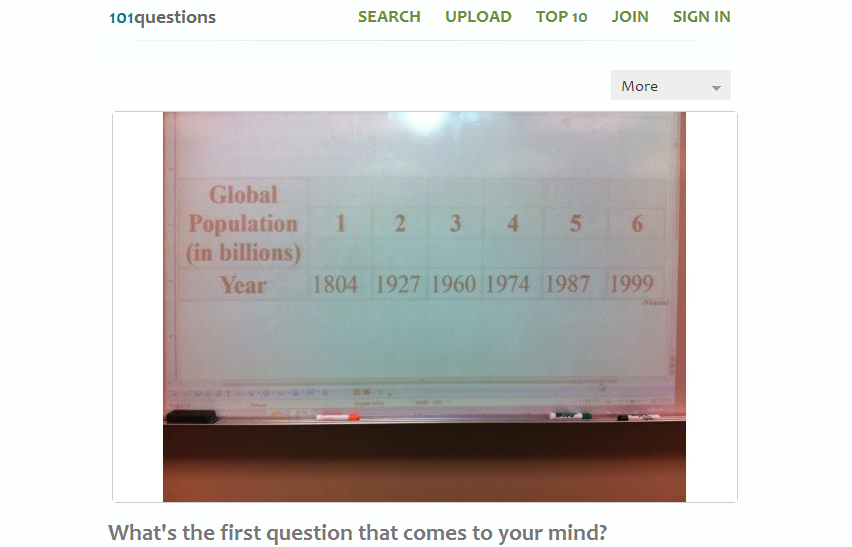 101questions SEARCH UPLOAD TOP 10 JOIN SIGN IN
More
Global
Population 1 2 3 4 5 6
(in billions)
Year 1804 1927 1960 1974 1987 1999
What's the first question that comes to your mind?